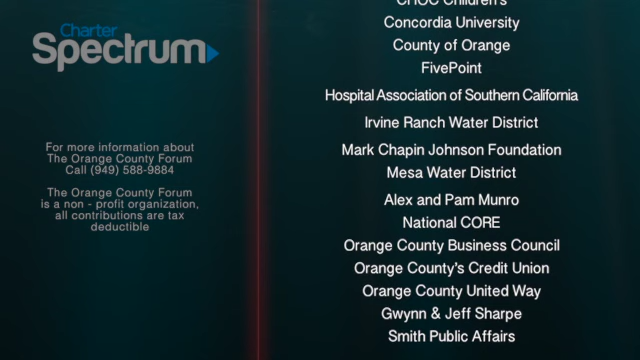 Charter
Spectrum
For more information about
The Orange County Forum
Call (949) 588-9884
The Orange County Forum
is a non - profit organization,
all contributions are tax
deductible
CHOC Children's
Concordia University
County of Orange
FivePoint
Hospital Association of Southern California
Irvine Ranch Water District
Mark Chapin Johnson Foundation
Mesa Water District
Alex and Pam Munro
National CORE
Orange County Business Council
Orange County's Credit Union
Orange County United Way
Gwynn & Jeff Sharpe
Smith Public Affairs